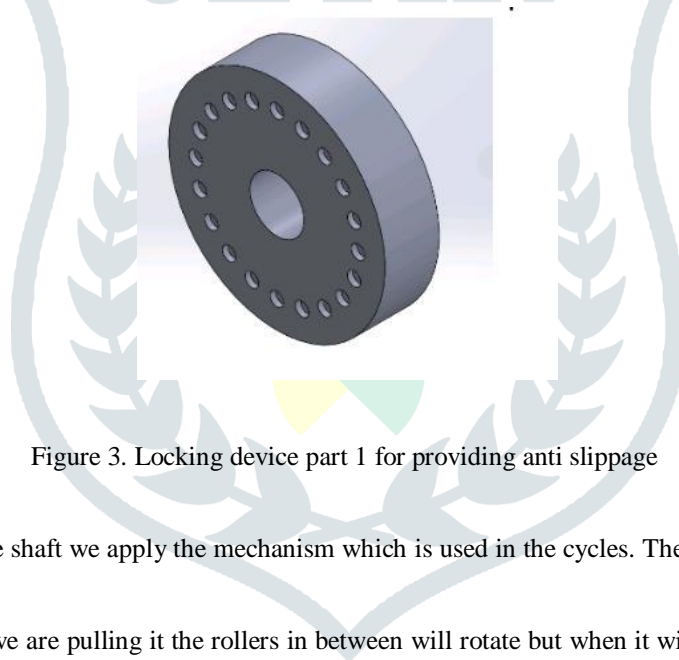 Figure 3. Locking device part 1 for providing anti slippage
e shaft we apply the mechanism which is used in the cycles. The
we are pulling it the rollers in between will rotate but when it wi